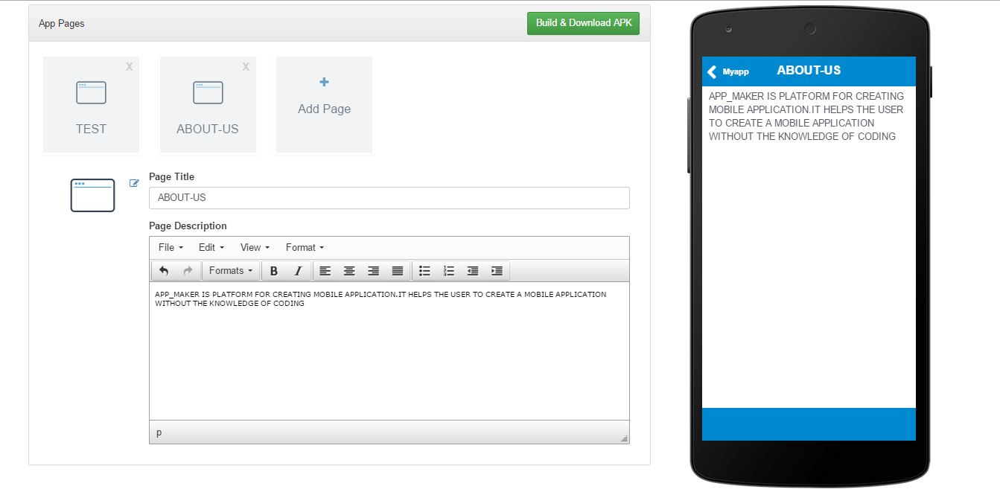 App Pages
Build & Download APK
X
X
TEST
ABOUT-US
Add Page
Page Title
ABOUT-US
Page Description
File Edit View Format
Formats B I
APP_MAKER IS PLATFORM FOR CREATING MOBILE APPLICATION.IT HELPS THE USER TO CREATE A MOBILE APPLICATION
WITHOUT THE KNOWLEDGE OF CODING
p
Myapp ABOUT-US
APP_MAKER IS PLATFORM FOR CREATING
MOBILE APPLICATION.IT HELPS THE USER
TO CREATE A MOBILE APPLICATION
WITHOUT THE KNOWLEDGE OF CODING